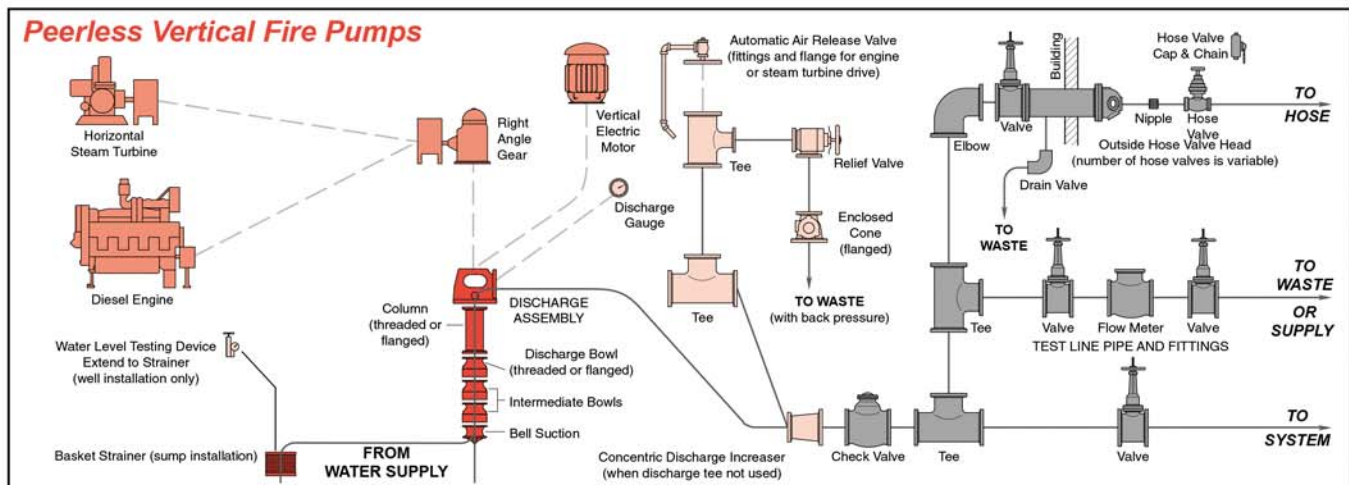 Peerless Vertical Fire Pumps
Horizontal
Steam Turbine
Diesel Engine
Right
Angle
Gear
Vertical
Electric
Motor
Discharge
Gauge
Automatic Air Release Valve
(fittings and flange for engine
or steam turbine drive)
Tee
Relief Valve
Enclosed
Cone
(flanged)
TO WASTE
(with back pressure)
Tee
Column
(threaded or
flanged)
DISCHARGE
ASSEMBLY
Discharge Bowl
(threaded or flanged)
Intermediate Bowls
Bell Suction
Water Level Testing Device
Extend to Strainer
(well installation only)
Basket Strainer (sump installation)
FROM
WATER SUPPLY
Concentric Discharge Increaser
(when discharge tee not used)
Check Valve
Tee
Valve
TO
SYSTEM
Elbow
Valve
Building
Hose Valve
Cap & Chain
Nipple
Hose
Valve
TO
HOSE
Outside Hose Valve Head
(number of hose valves is variable)
Drain Valve
TO
WASTE
Tee
Valve
Flow Meter
Valve
TEST LINE PIPE AND FITTINGS
TO
WASTE
OR
SUPPLY